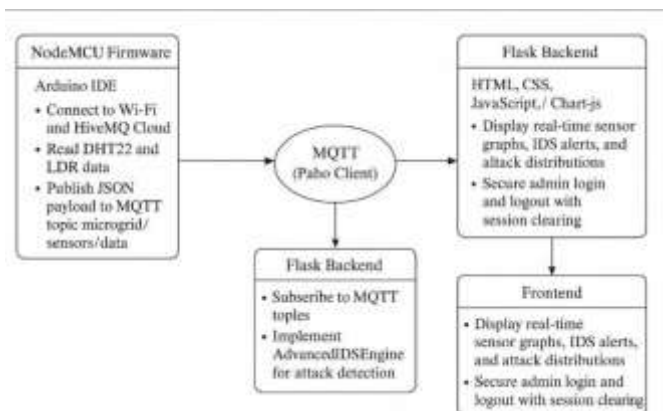 NodeMCU Firmware
Arduino IDE
• Connect to Wi-Fi
and HiveMQ Cloud
• Read DHT22 and
LDR data
• Publish JSON
payload to MQTT
topic microgrid/
sensors/data
MQTT
(Paho Client)
Flask Backend
• Subscribe to MQTT
toples
• Implement
AdvancedIDSEngine
for attack detection
Flask Backend
HTML, CSS,
JavaScript,/ Chart-js
• Display real-time
sensor graphs, IDS alerts, and
altack distributions
• Secure admin login
and logout with
session clearing
Frontend
• Display real-time
sensor graphs, IDS alerts,
and attack distributions
• Secure admin login and
logout with session clearing